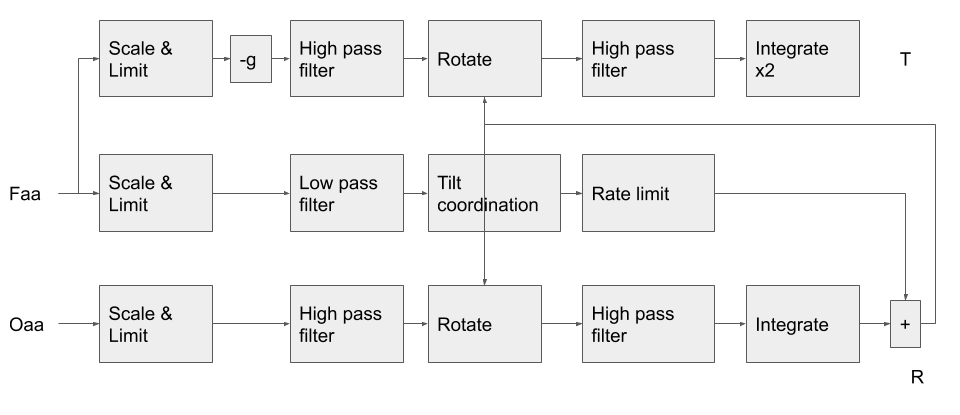 Scale &
Limit
-g
High pass
filter
Rotate
High pass
filter
Integrate
x2
T
Faa
Scale &
Limit
Low pass
filter
Tilt
coordination
Rate limit
Oaa
Scale &
Limit
High pass
filter
Rotate
High pass
filter
Integrate
+
R